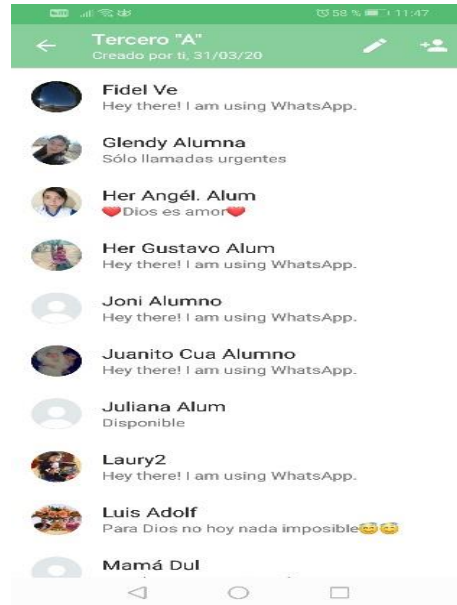 58 % 11:47
Tercero "A"
Creado por ti, 31/03/20
Fidel Ve
Hey there! I am using WhatsApp.
Glendy Alumna
Sólo llamadas urgentes
Her Angél. Alum
❤️Dios es amor❤️
Her Gustavo Alum
Hey there! I am using WhatsApp.
Joni Alumno
Hey there! I am using WhatsApp.
Juanito Cua Alumno
Hey there! I am using WhatsApp.
Juliana Alum
Disponible
Laury2
Hey there! I am using WhatsApp.
Luis Adolf
Para Dios no hoy nada imposible😇😇
Mamá Dul